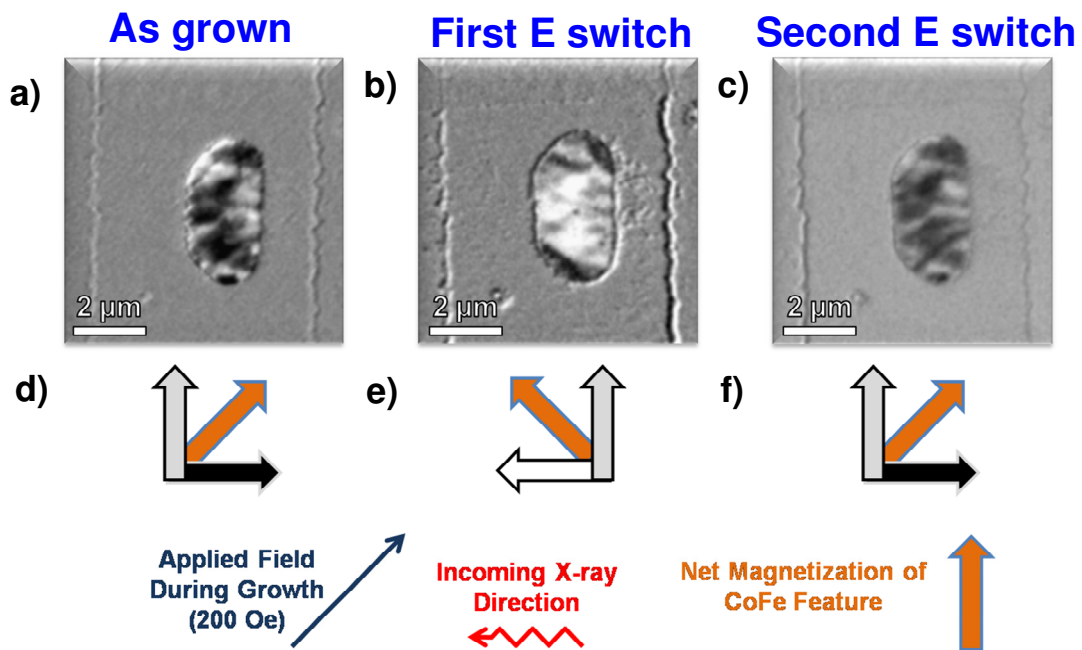 As grown
First E switch
Second E switch
a)
b)
c)
2 µm
2 µm
2 µm
d)
e)
f)
Applied Field
During Growth
(200 Oe)
Incoming X-ray
Direction
Net Magnetization of
CoFe Feature